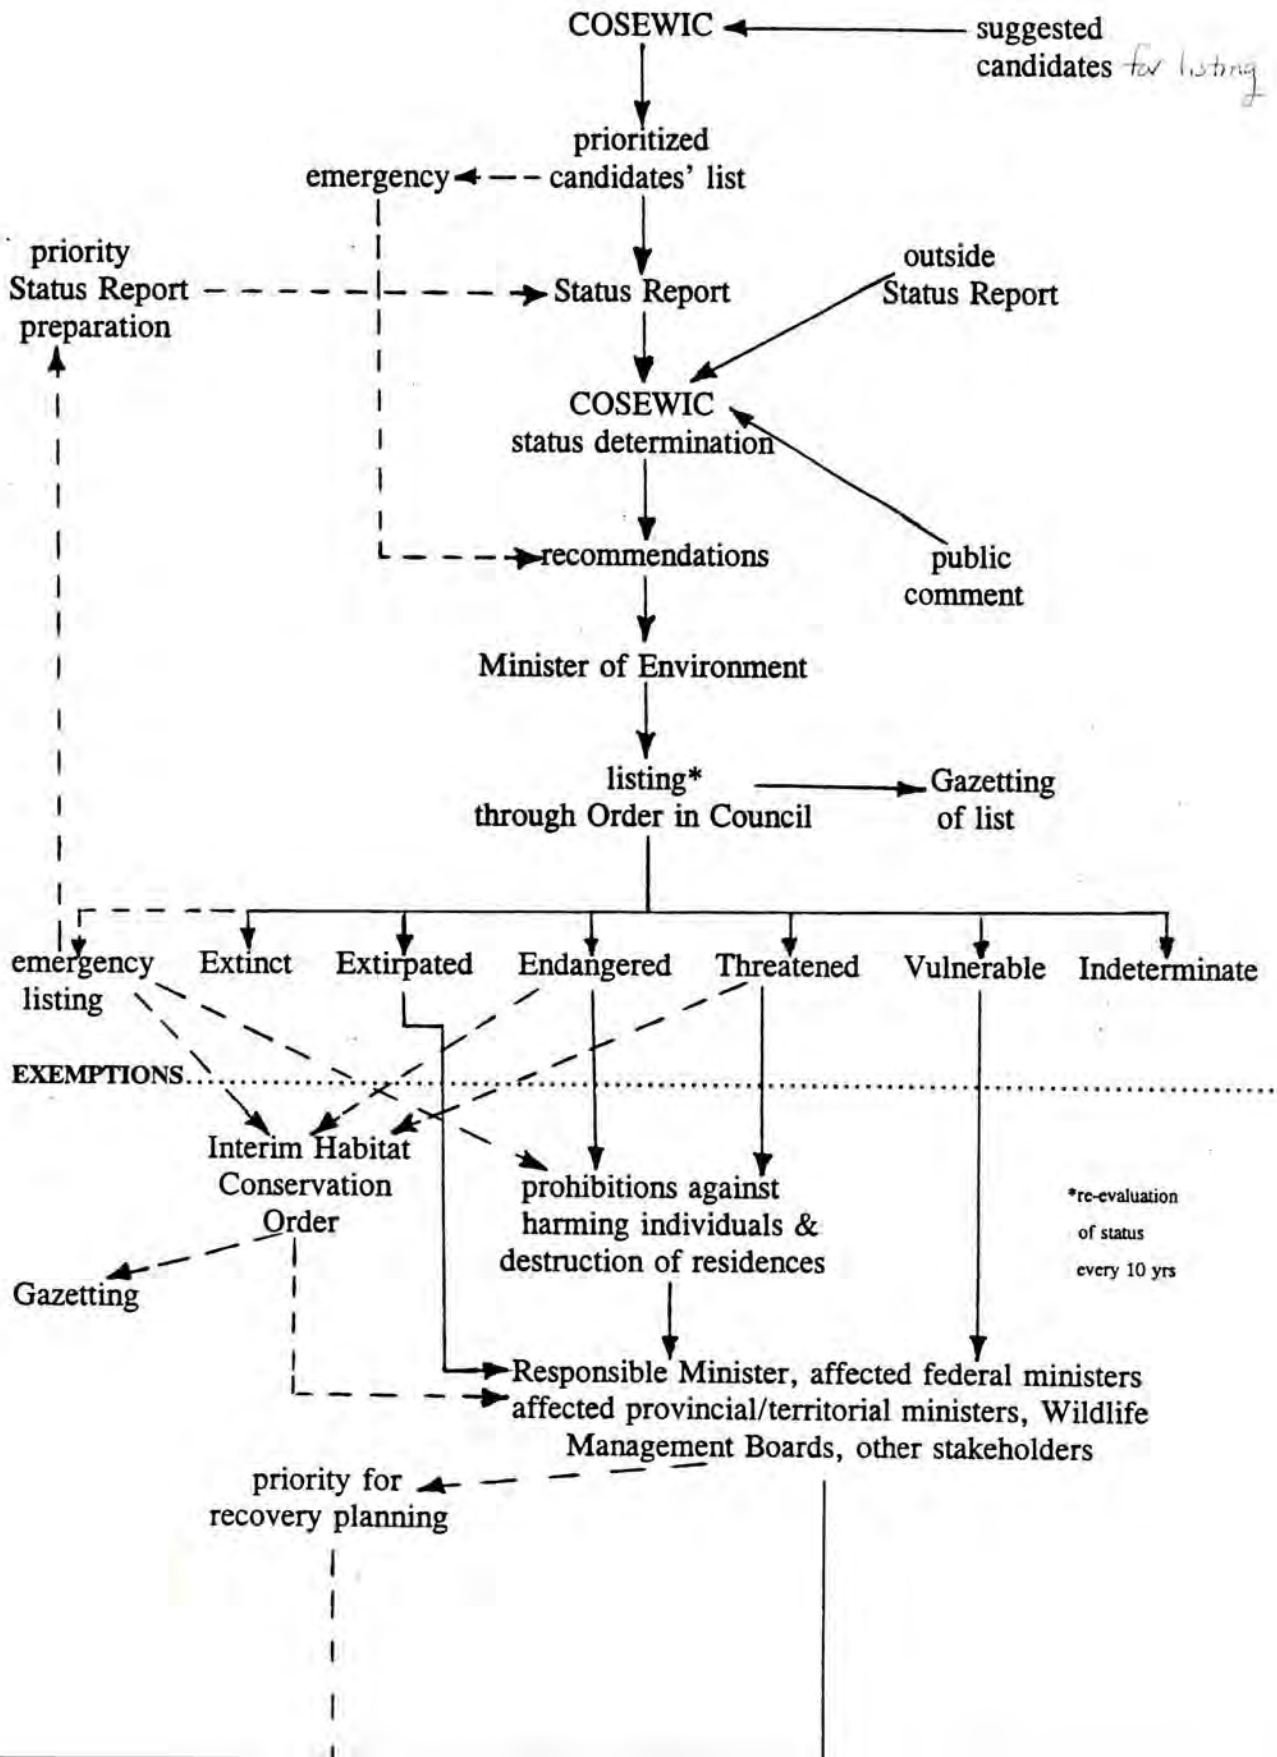 COSEWIC
suggested
candidates for listing
prioritized
candidates' list
emergency
priority
Status Report
preparation
Status Report
outside
Status Report
COSEWIC
status determination
recommendations
public
comment
Minister of Environment
listing*
through Order in Council
Gazetting
of list
emergency
listing
Extinct
Extirpated
Endangered
Threatened
Vulnerable
Indeterminate
EXEMPTIONS
Interim Habitat
Conservation
Order
prohibitions against
harming individuals &
destruction of residences
*re-evaluation
of status
every 10 yrs
Gazetting
Responsible Minister, affected federal ministers
affected provincial/territorial ministers, Wildlife
Management Boards, other stakeholders
priority for
recovery planning